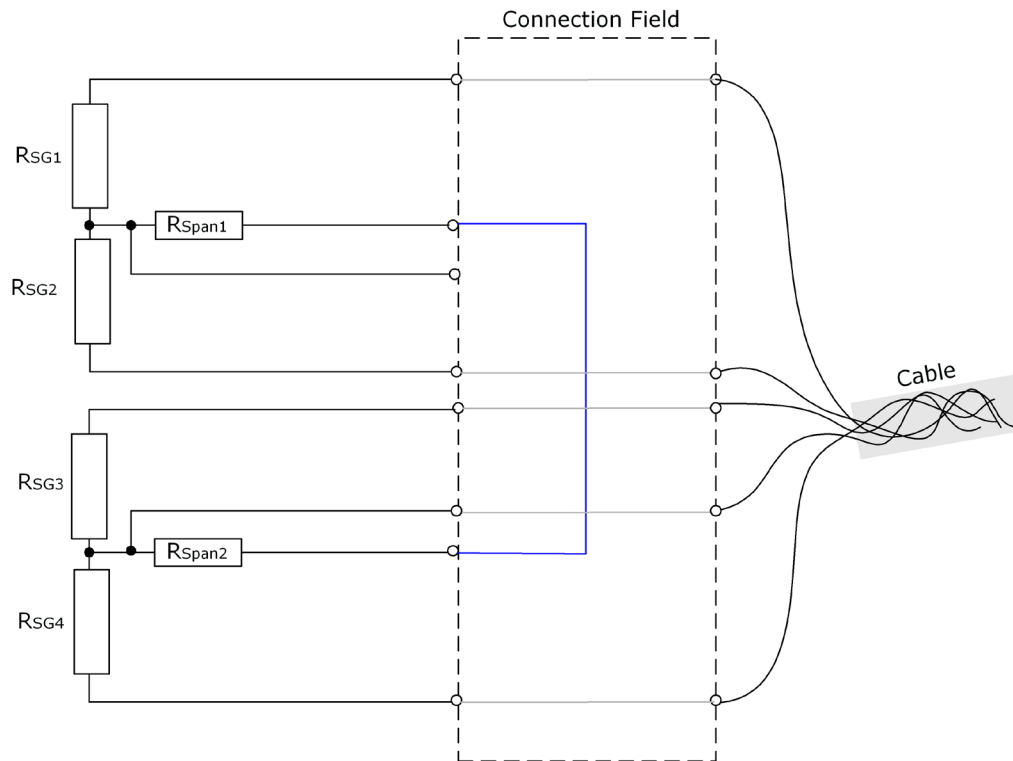 Connection Field
RSG1
RSpan1
RSG2
Cable
RSG3
RSpan2
RSG4